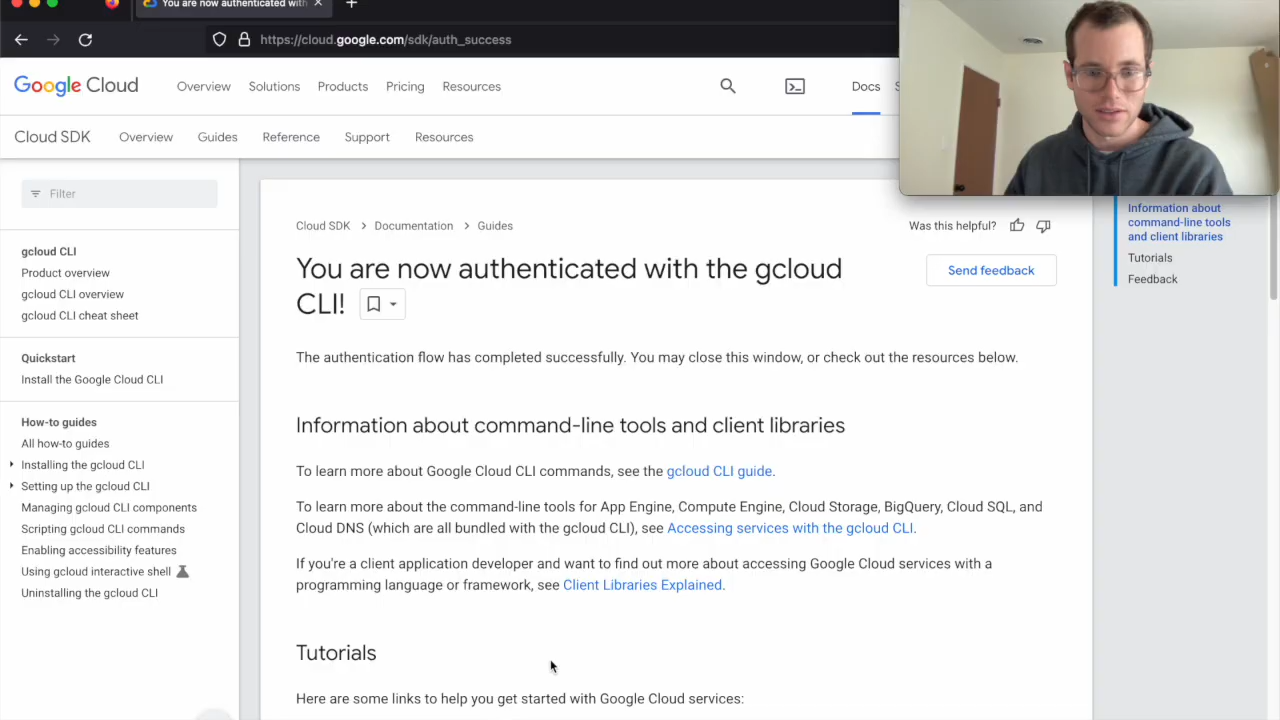 You are now authenticated with
https://cloud.google.com/sdk/auth_success
Google Cloud
Overview
Solutions
Products
Pricing
Resources
Docs
Cloud SDK
Overview
Guides
Reference
Support
Resources
Filter
gcloud CLI
Product overview
gcloud CLI overview
gcloud CLI cheat sheet
Quickstart
Install the Google Cloud CLI
How-to guides
All how-to guides
Installing the gcloud CLI
Setting up the gcloud CLI
Managing gcloud CLI components
Scripting gcloud CLI commands
Enabling accessibility features
Using gcloud interactive shell
Uninstalling the gcloud CLI
Cloud SDK > Documentation > Guides
Was this helpful?
You are now authenticated with the gcloud
CLI!
Send feedback
The authentication flow has completed successfully. You may close this window, or check out the resources below.
Information about command-line tools and client libraries
To learn more about Google Cloud CLI commands, see the gcloud CLI guide.
To learn more about the command-line tools for App Engine, Compute Engine, Cloud Storage, BigQuery, Cloud SQL, and
Cloud DNS (which are all bundled with the gcloud CLI), see Accessing services with the gcloud CLI.
If you're a client application developer and want to find out more about accessing Google Cloud services with a
programming language or framework, see Client Libraries Explained.
Tutorials
Here are some links to help you get started with Google Cloud services:
Information about
command-line tools
and client libraries
Tutorials
Feedback